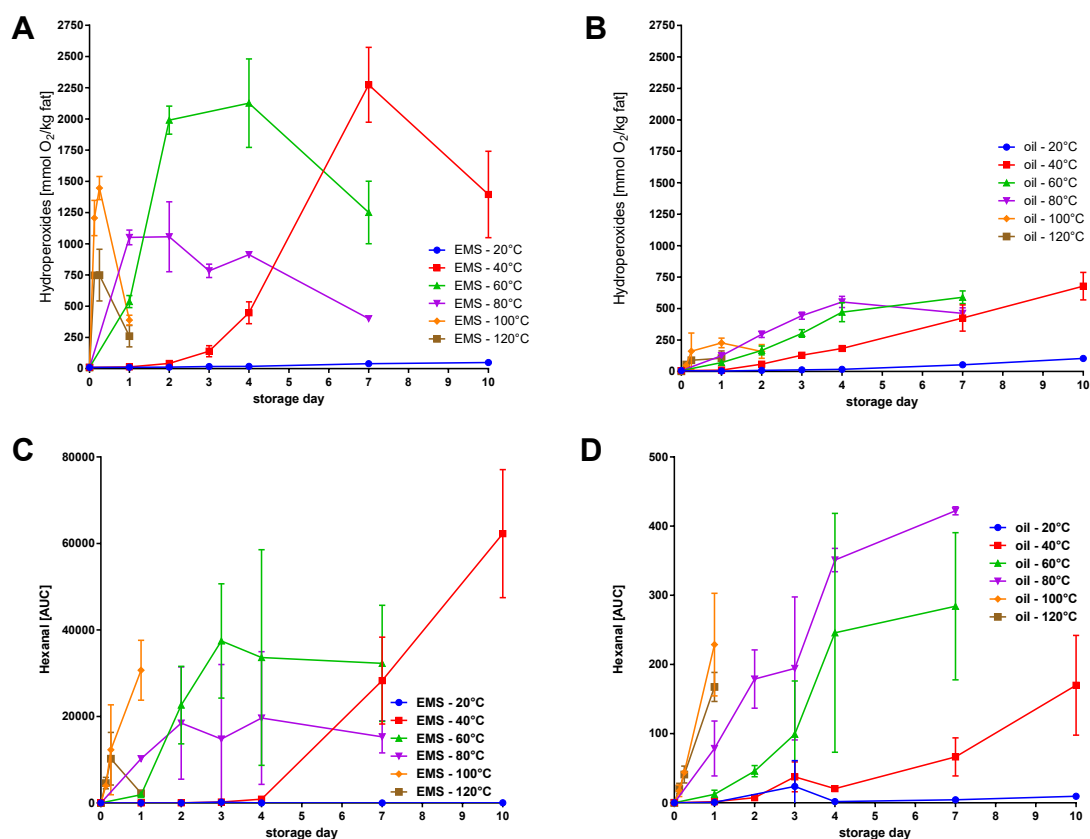 A
Hydroperoxides [mmol O₂/kg fat]
2750
2500
2250
2000
1750
1500
1250
1000
750
500
250
0
0 1 2 3 4 5 6 7 8 9 10
storage day
EMS - 20°C
EMS - 40°C
EMS - 60°C
EMS - 80°C
EMS - 100°C
EMS - 120°C
B
Hydroperoxides [mmol O₂/kg fat]
2750
2500
2250
2000
1750
1500
1250
1000
750
500
250
0
0 1 2 3 4 5 6 7 8 9 10
storage day
oil - 20°C
oil - 40°C
oil - 60°C
oil - 80°C
oil - 100°C
oil - 120°C
C
Hexanal [AUC]
80000
60000
40000
20000
0
0 1 2 3 4 5 6 7 8 9 10
storage day
EMS - 20°C
EMS - 40°C
EMS - 60°C
EMS - 80°C
EMS - 100°C
EMS - 120°C
D
Hexanal [AUC]
500
400
300
200
100
0
0 1 2 3 4 5 6 7 8 9 10
storage day
oil - 20°C
oil - 40°C
oil - 60°C
oil - 80°C
oil - 100°C
oil - 120°C